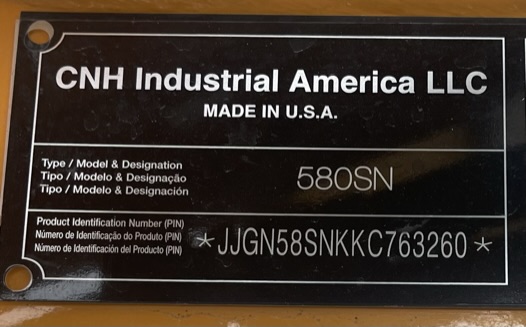 CNH Industrial America LLC
MADE IN U.S.A.
Type / Model & Designation
Tipo / Modelo & Designação
Tipo / Modelo & Designación
580SN
Product Identification Number (PIN)
Número de Identificação do Produto (PIN)
Número de Identificación del Producto (PIN)
*JJGN58SNKKC763260*